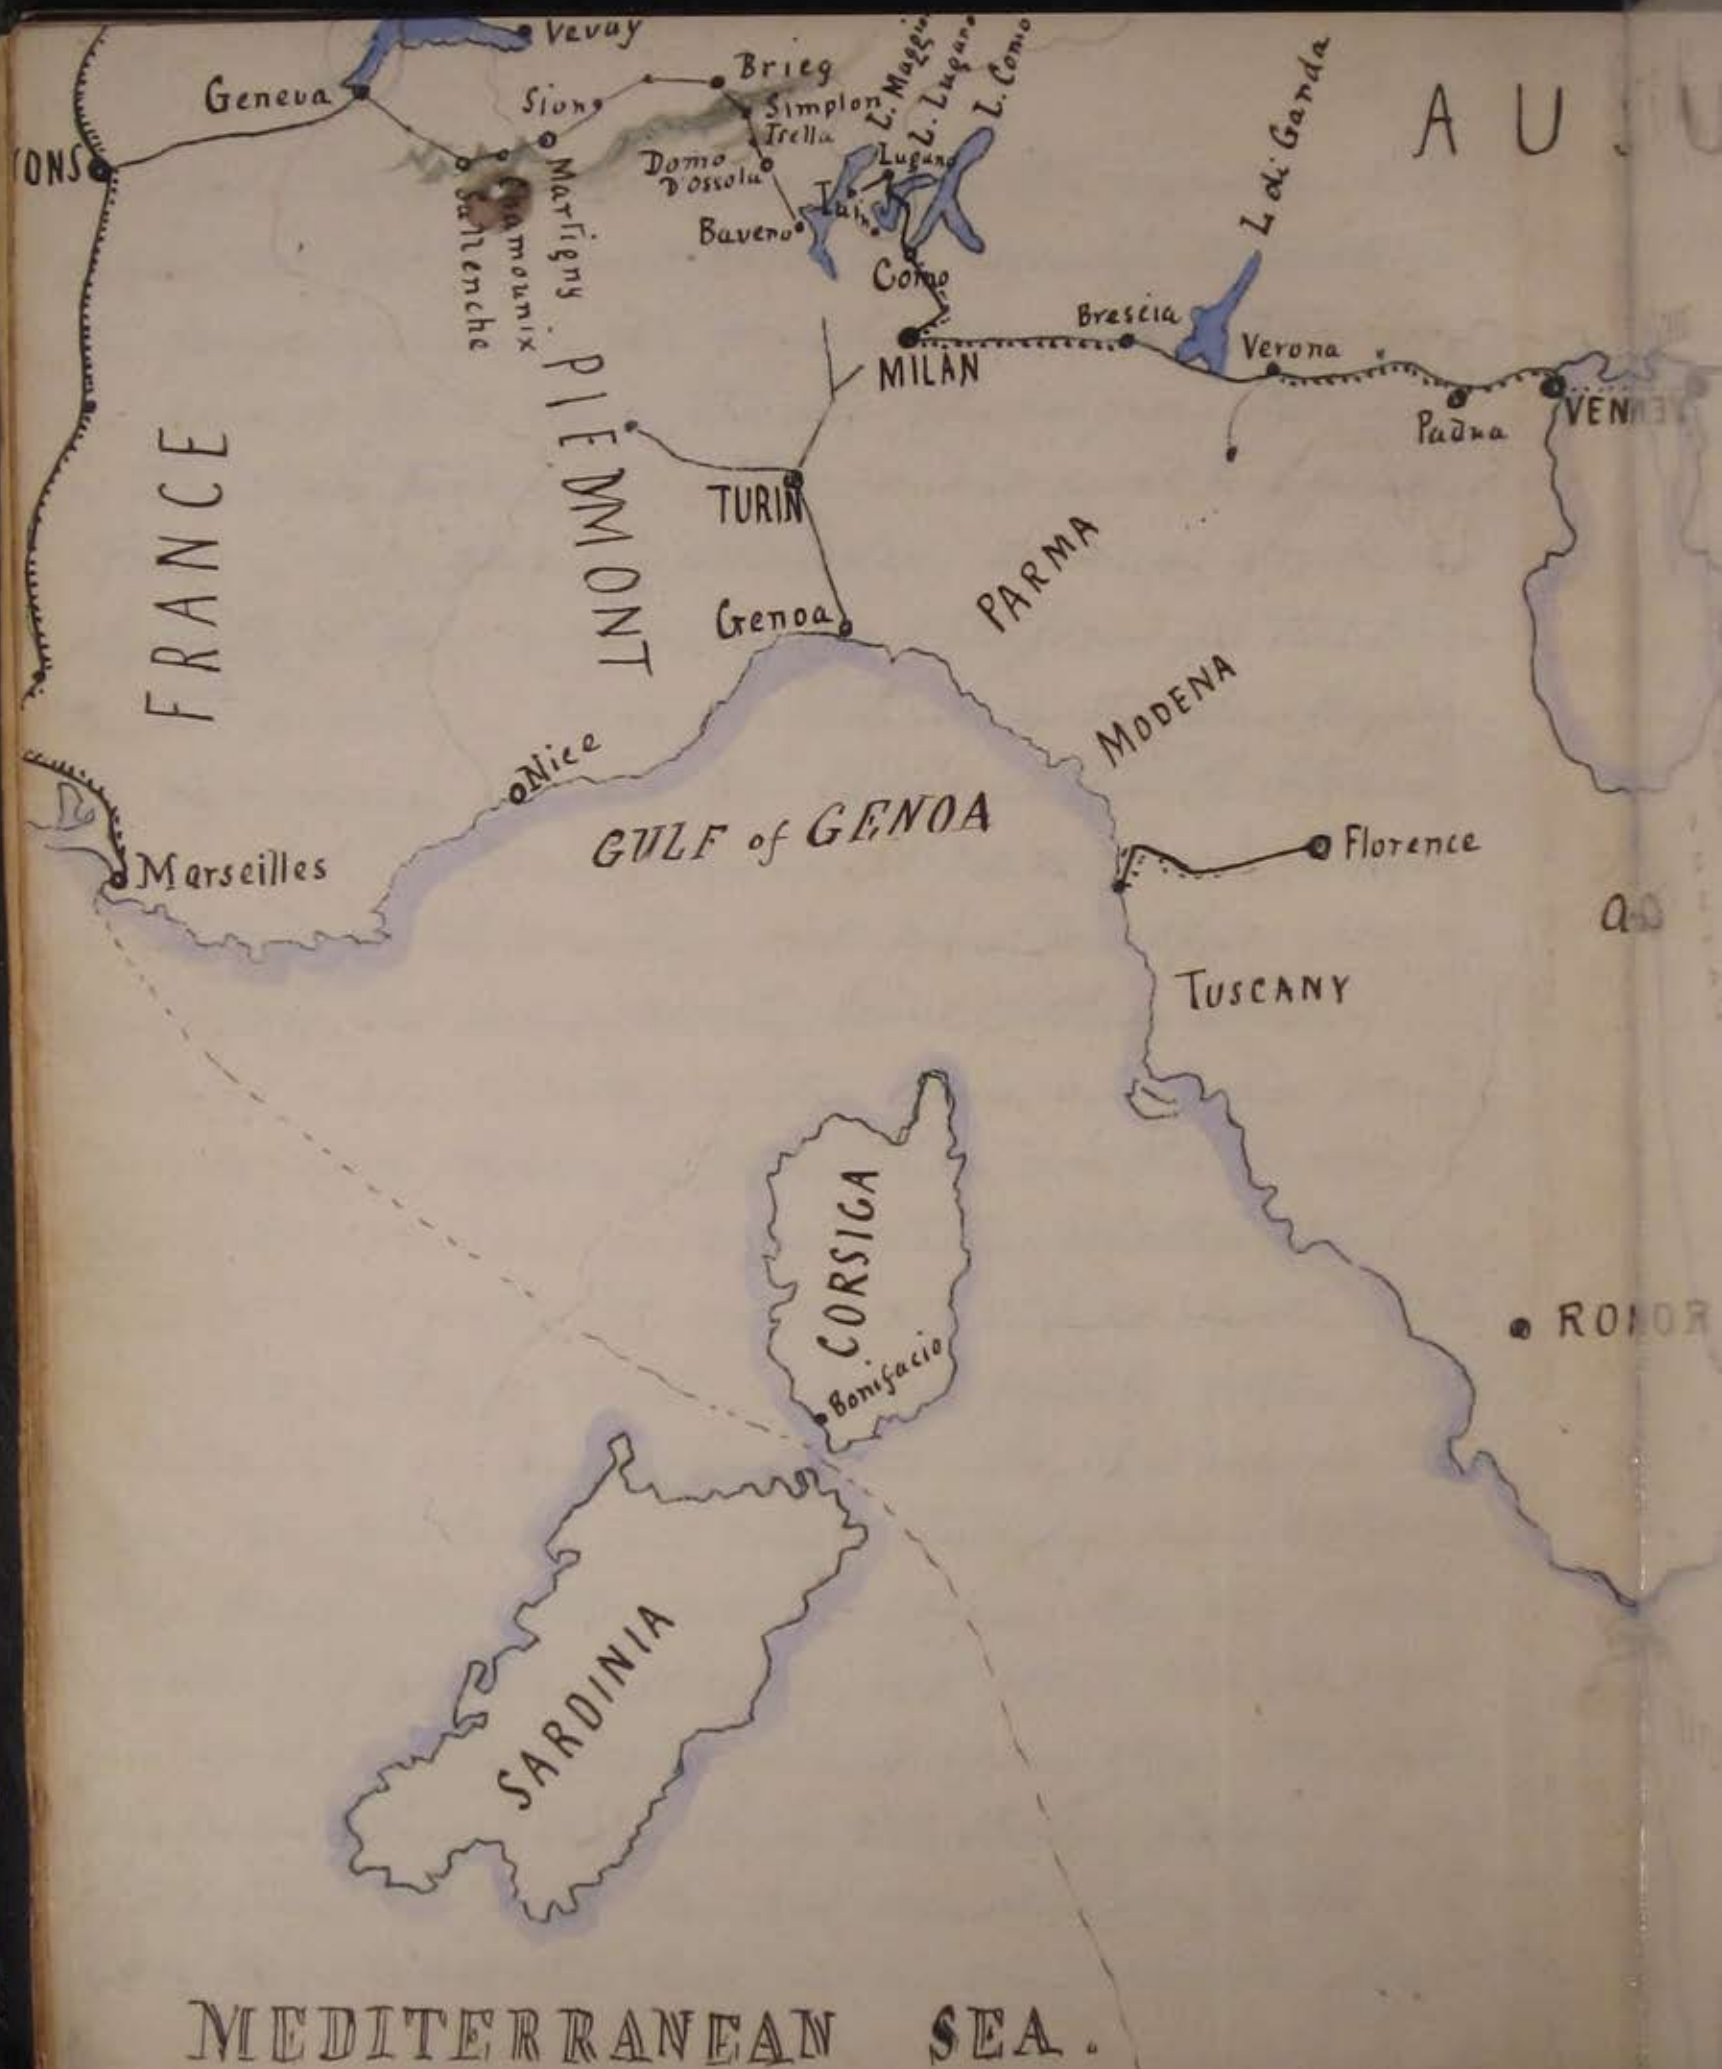 Vevay
Geneva
Brieg
Sion
Simplon
Isella
L. Lugano
L. Como
L di Garda
AU
YONS
Domo
D'Ossola
Lugano
Martigny
Chamounix
Sallenche
Baveno
Como
Brescia
Verona
MILAN
Padua
VEN
PIEDMONT
FRANCE
TURIN
PARMA
Genoa
MODENA
Nice
GULF of GENOA
Florence
Marseilles
TUSCANY
CORSICA
Bonifacio
SARDINIA
MEDITERRANEAN SEA.